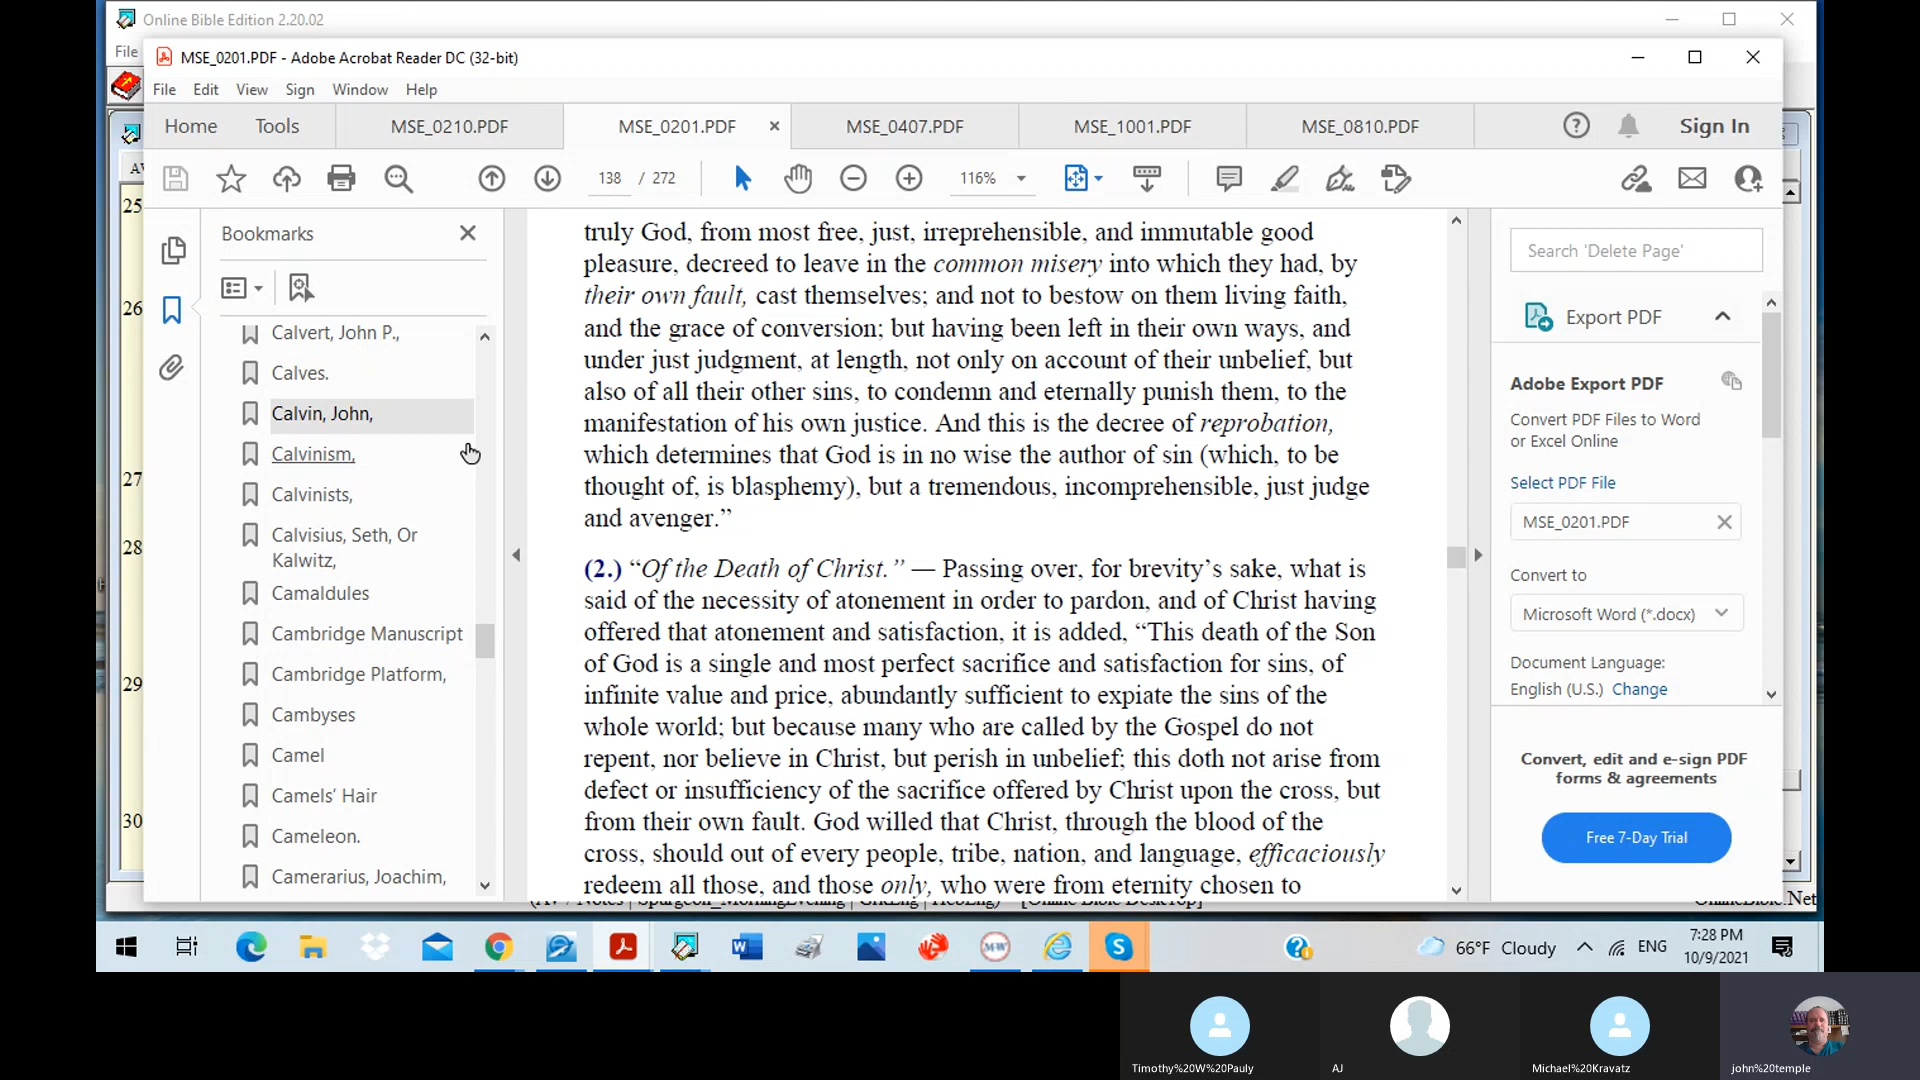 Online Bible Edition 2.20.02
File
MSE_0201.PDF - Adobe Acrobat Reader DC (32-bit)
File Edit View Sign Window Help
Home Tools MSE_0210.PDF MSE_0201.PDF MSE_0407.PDF MSE_1001.PDF MSE_0810.PDF Sign In
138 / 272 116%
Bookmarks
Calvert, John P.,
Calves.
Calvin, John,
Calvinism,
Calvinists,
Calvisius, Seth, Or
Kalwitz,
Camaldules
Cambridge Manuscript
Cambridge Platform,
Cambyses
Camel
Camels’ Hair
Cameleon.
Camerarius, Joachim,
25
26
27
28
29
30
truly God, from most free, just, irreprehensible, and immutable good
pleasure, decreed to leave in the common misery into which they had, by
their own fault, cast themselves; and not to bestow on them living faith,
and the grace of conversion; but having been left in their own ways, and
under just judgment, at length, not only on account of their unbelief, but
also of all their other sins, to condemn and eternally punish them, to the
manifestation of his own justice. And this is the decree of reprobation,
which determines that God is in no wise the author of sin (which, to be
thought of, is blasphemy), but a tremendous, incomprehensible, just judge
and avenger.”
(2.) “Of the Death of Christ.” — Passing over, for brevity’s sake, what is
said of the necessity of atonement in order to pardon, and of Christ having
offered that atonement and satisfaction, it is added, “This death of the Son
of God is a single and most perfect sacrifice and satisfaction for sins, of
infinite value and price, abundantly sufficient to expiate the sins of the
whole world; but because many who are called by the Gospel do not
repent, nor believe in Christ, but perish in unbelief; this doth not arise from
defect or insufficiency of the sacrifice offered by Christ upon the cross, but
from their own fault. God willed that Christ, through the blood of the
cross, should out of every people, tribe, nation, and language, efficaciously
redeem all those, and those only, who were from eternity chosen to
Search 'Delete Page'
Export PDF
Adobe Export PDF
Convert PDF Files to Word
or Excel Online
Select PDF File
MSE_0201.PDF
Convert to
Microsoft Word (*.docx)
Document Language:
English (U.S.) Change
Convert, edit and e-sign PDF
forms & agreements
Free 7-Day Trial
66°F Cloudy ENG 7:28 PM
10/9/2021
Timothy%20W%20Pauly AJ Michael%20Kravatz john%20temple